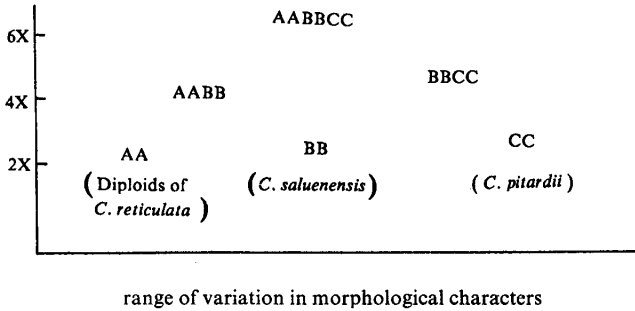 AABBCC
6X
BBCC
AABB
4X
CC
BB
AA
2X
(Diploids of (C. saluenensis) (C. pitardii)
C. reticulata)
range of variation in morphological characters